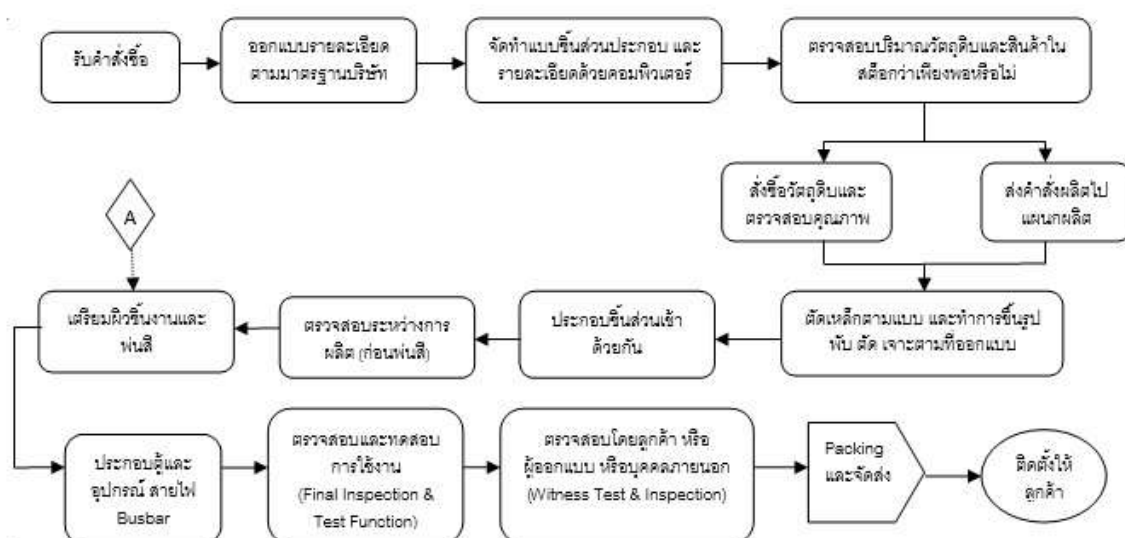 รับคำสั่งซื้อ
ออกแบบรายละเอียด
ตามมาตรฐานบริษัท
จัดทำแบบชิ้นส่วนประกอบ และ
รายละเอียดด้วยคอมพิวเตอร์
ตรวจสอบปริมาณวัตถุดิบและสินค้าใน
สต็อกว่าเพียงพอหรือไม่
สั่งซื้อวัตถุดิบและ
ตรวจสอบคุณภาพ
ส่งคำสั่งผลิตไป
แผนกผลิต
A
ตัดเหล็กตามแบบ และทำการขึ้นรูป
พับ ตัด เจาะตามที่ออกแบบ
ประกอบชิ้นส่วนเข้า
ด้วยกัน
ตรวจสอบระหว่างการ
ผลิต (ก่อนพ่นสี)
เตรียมผิวชิ้นงานและ
พ่นสี
ประกอบตู้และ
อุปกรณ์ สายไฟ
Busbar
ตรวจสอบและทดสอบ
การใช้งาน
(Final Inspection &
Test Function)
ตรวจสอบโดยลูกค้า หรือ
ผู้ออกแบบ หรือบุคคลภายนอก
(Witness Test & Inspection)
Packing
และจัดส่ง
ติดตั้งให้
ลูกค้า